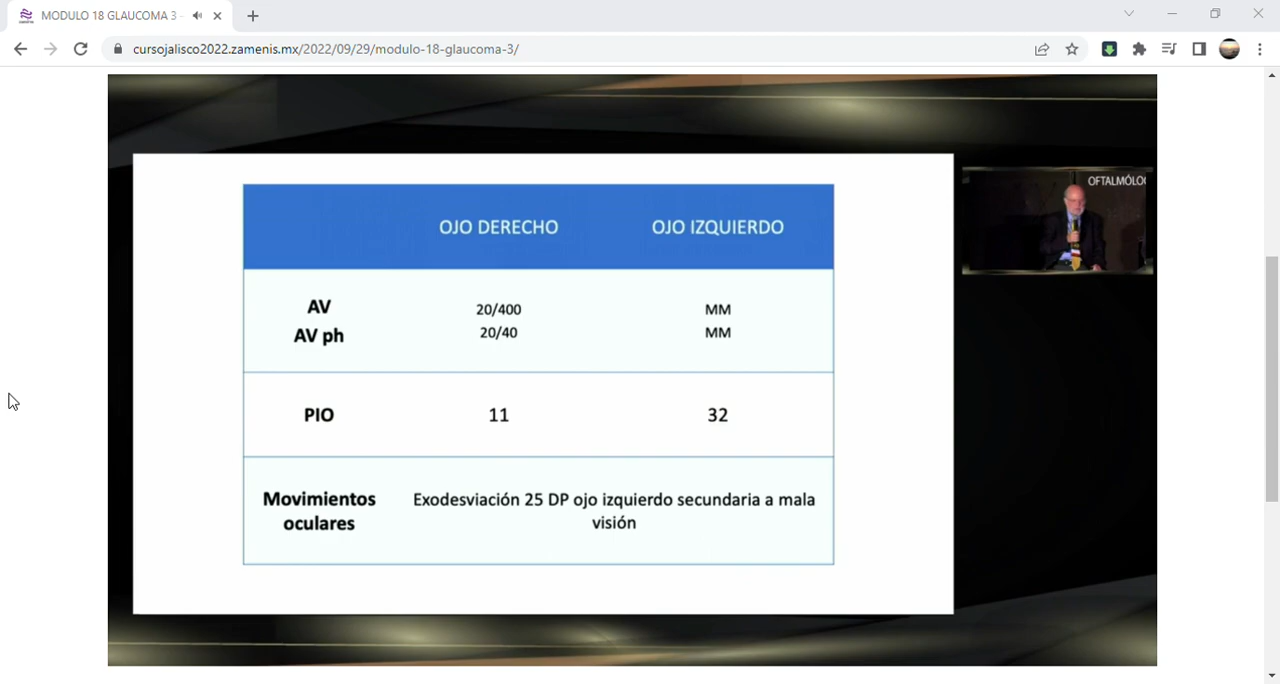 MODULO 18 GLAUCOMA 3 -
cursojalisco2022.zamenis.mx/2022/09/29/modulo-18-glaucoma-3/
OFTALMÓLO
OJO DERECHO OJO IZQUIERDO
AV 20/400 MM
AV ph 20/40 MM
PIO 11 32
Movimientos oculares Exodesviación 25 DP ojo izquierdo secundaria a mala
visión